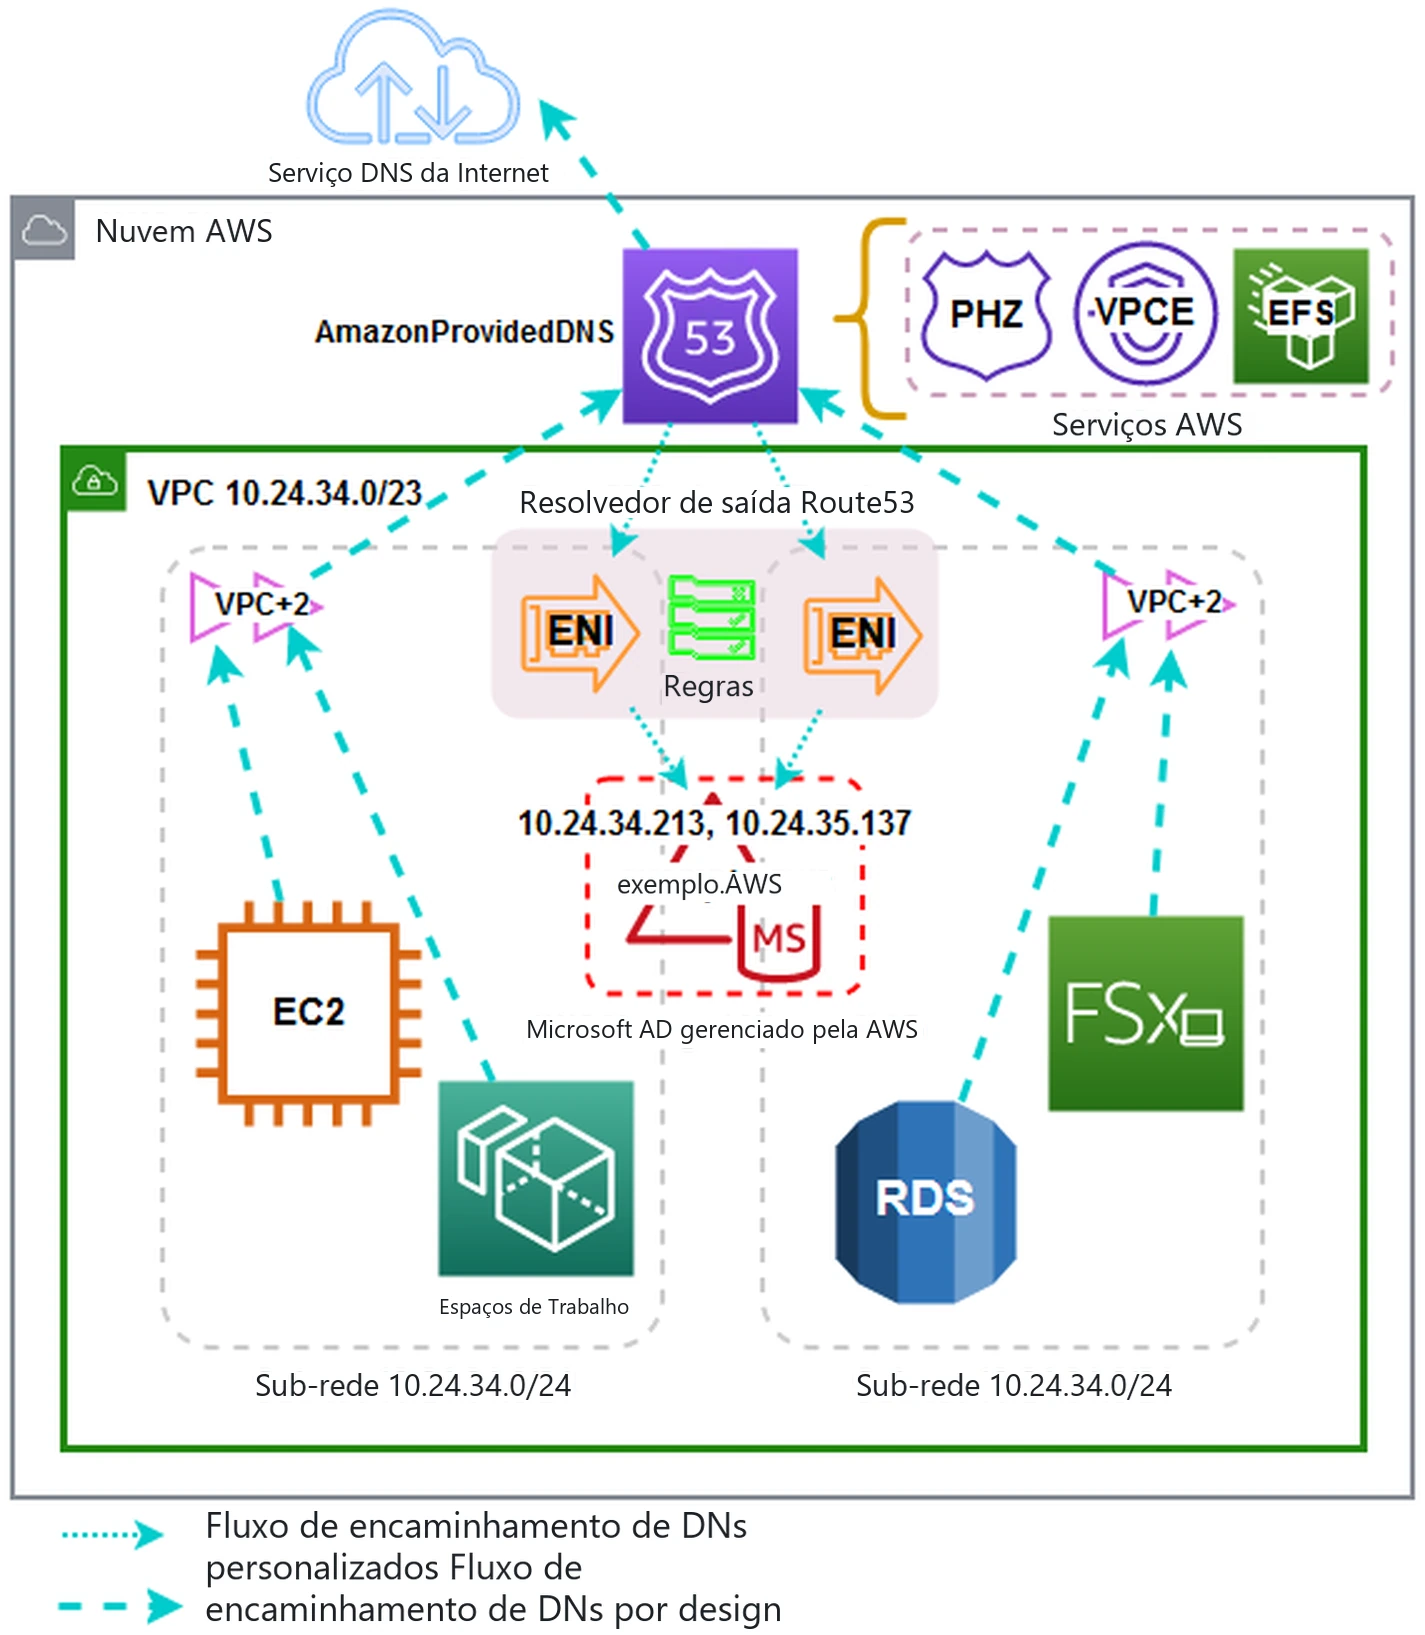 Serviço DNS da Internet
Nuvem AWS
AmazonProvidedDNS
53
PHZ
VPCE
EFS
Serviços AWS
VPC 10.24.34.0/23
Resolvedor de saída Route53
VPC+2
ENI
ENI
VPC+2
Regras
10.24.34.213, 10.24.35.137
exemplo.AWS
MS
EC2
FSx
Microsoft AD gerenciado pela AWS
RDS
Espaços de Trabalho
Sub-rede 10.24.34.0/24
Sub-rede 10.24.34.0/24
Fluxo de encaminhamento de DNs
personalizados Fluxo de
encaminhamento de DNs por design